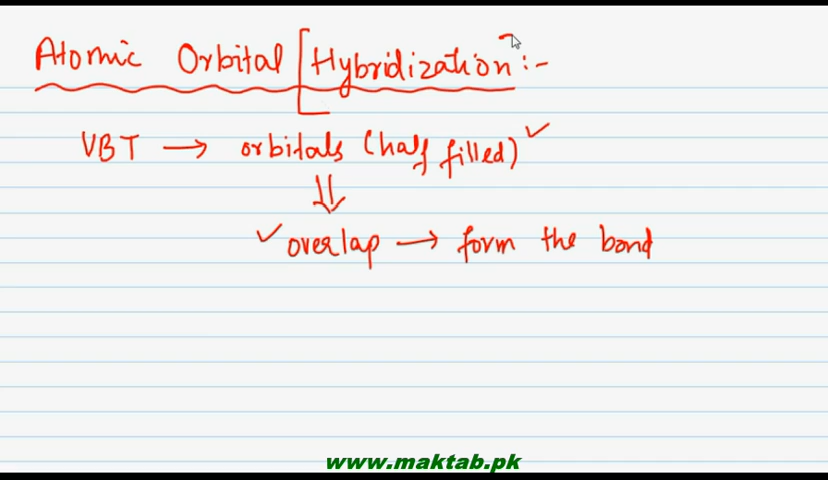 Atomic Orbital [Hybridization :-
VBT → orbitals (half filled) ✓
⇓
✓ overlap → form the bond
www.maktab.pk